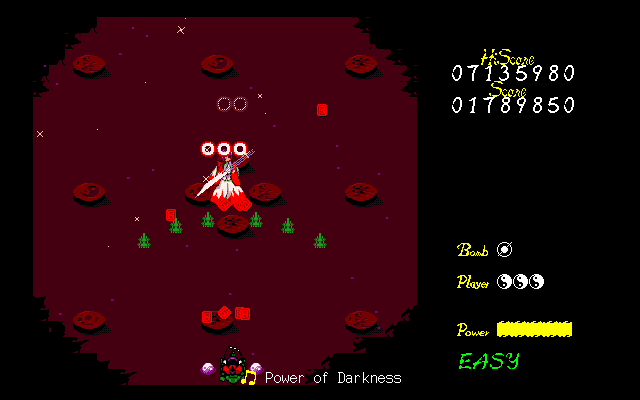 HiScore
07135980
Score
01789850
Bomb
Player
Power
EASY
Power of Darkness